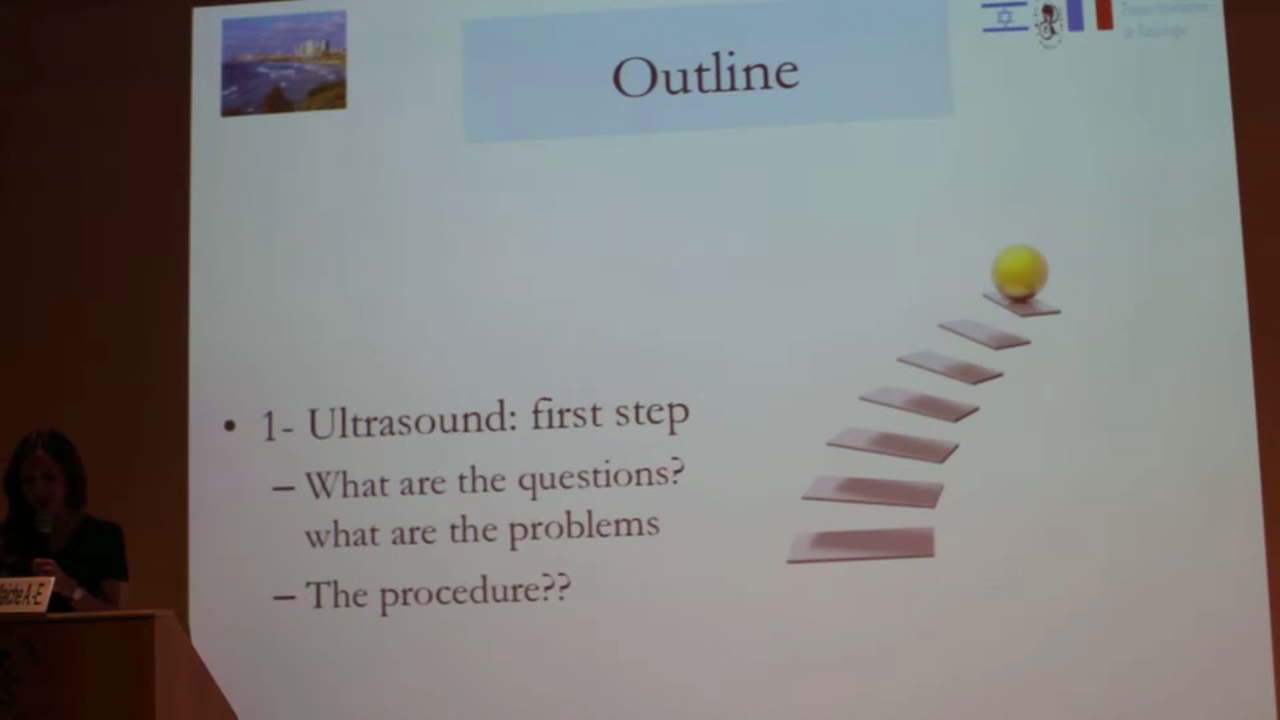 Outline
• 1- Ultrasound: first step
– What are the questions?
what are the problems
– The procedure??
A-E